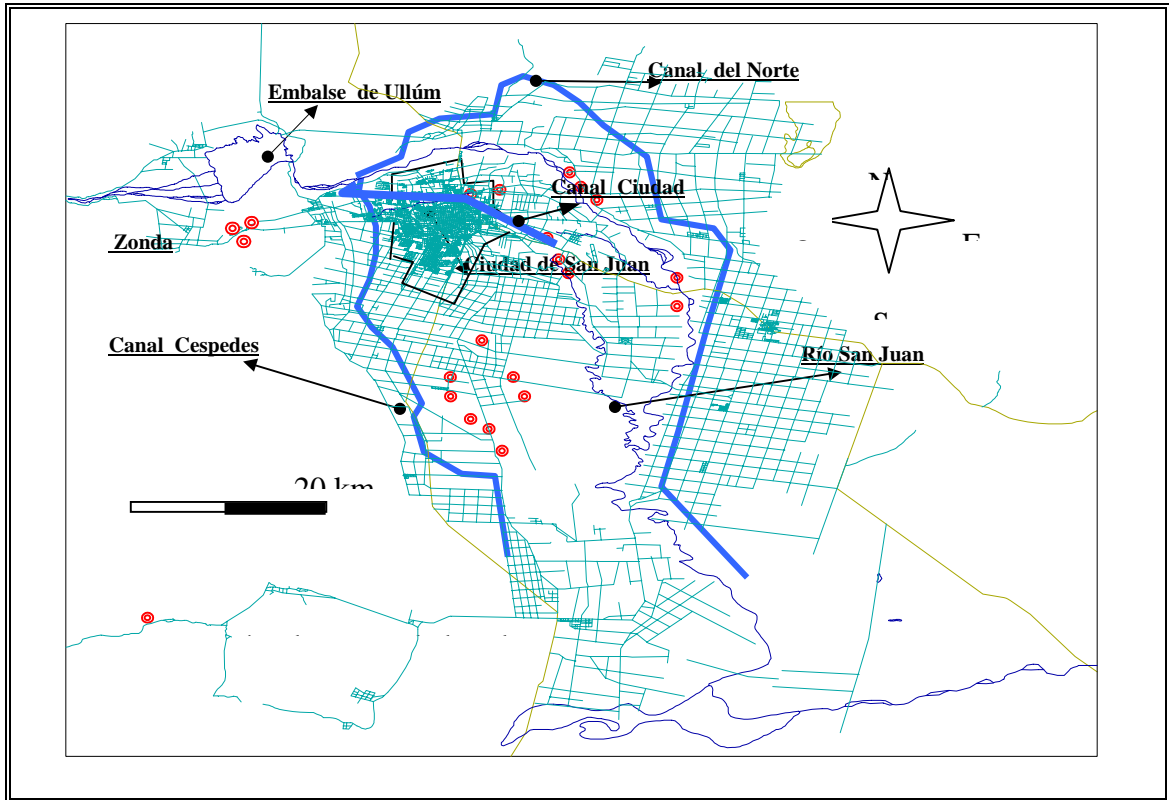 Canal del Norte
Embalse de Ullúm
Canal Ciudad
Zonda
Ciudad de San Juan
Canal Cespedes
Río San Juan
20 km
N
E
S